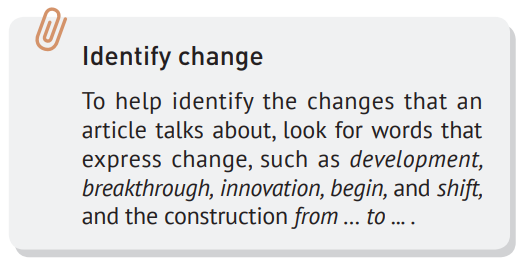 Identify change
To help identify the changes that an
article talks about, look for words that
express change, such as development,
breakthrough, innovation, begin, and shift,
and the construction from ... to ... .